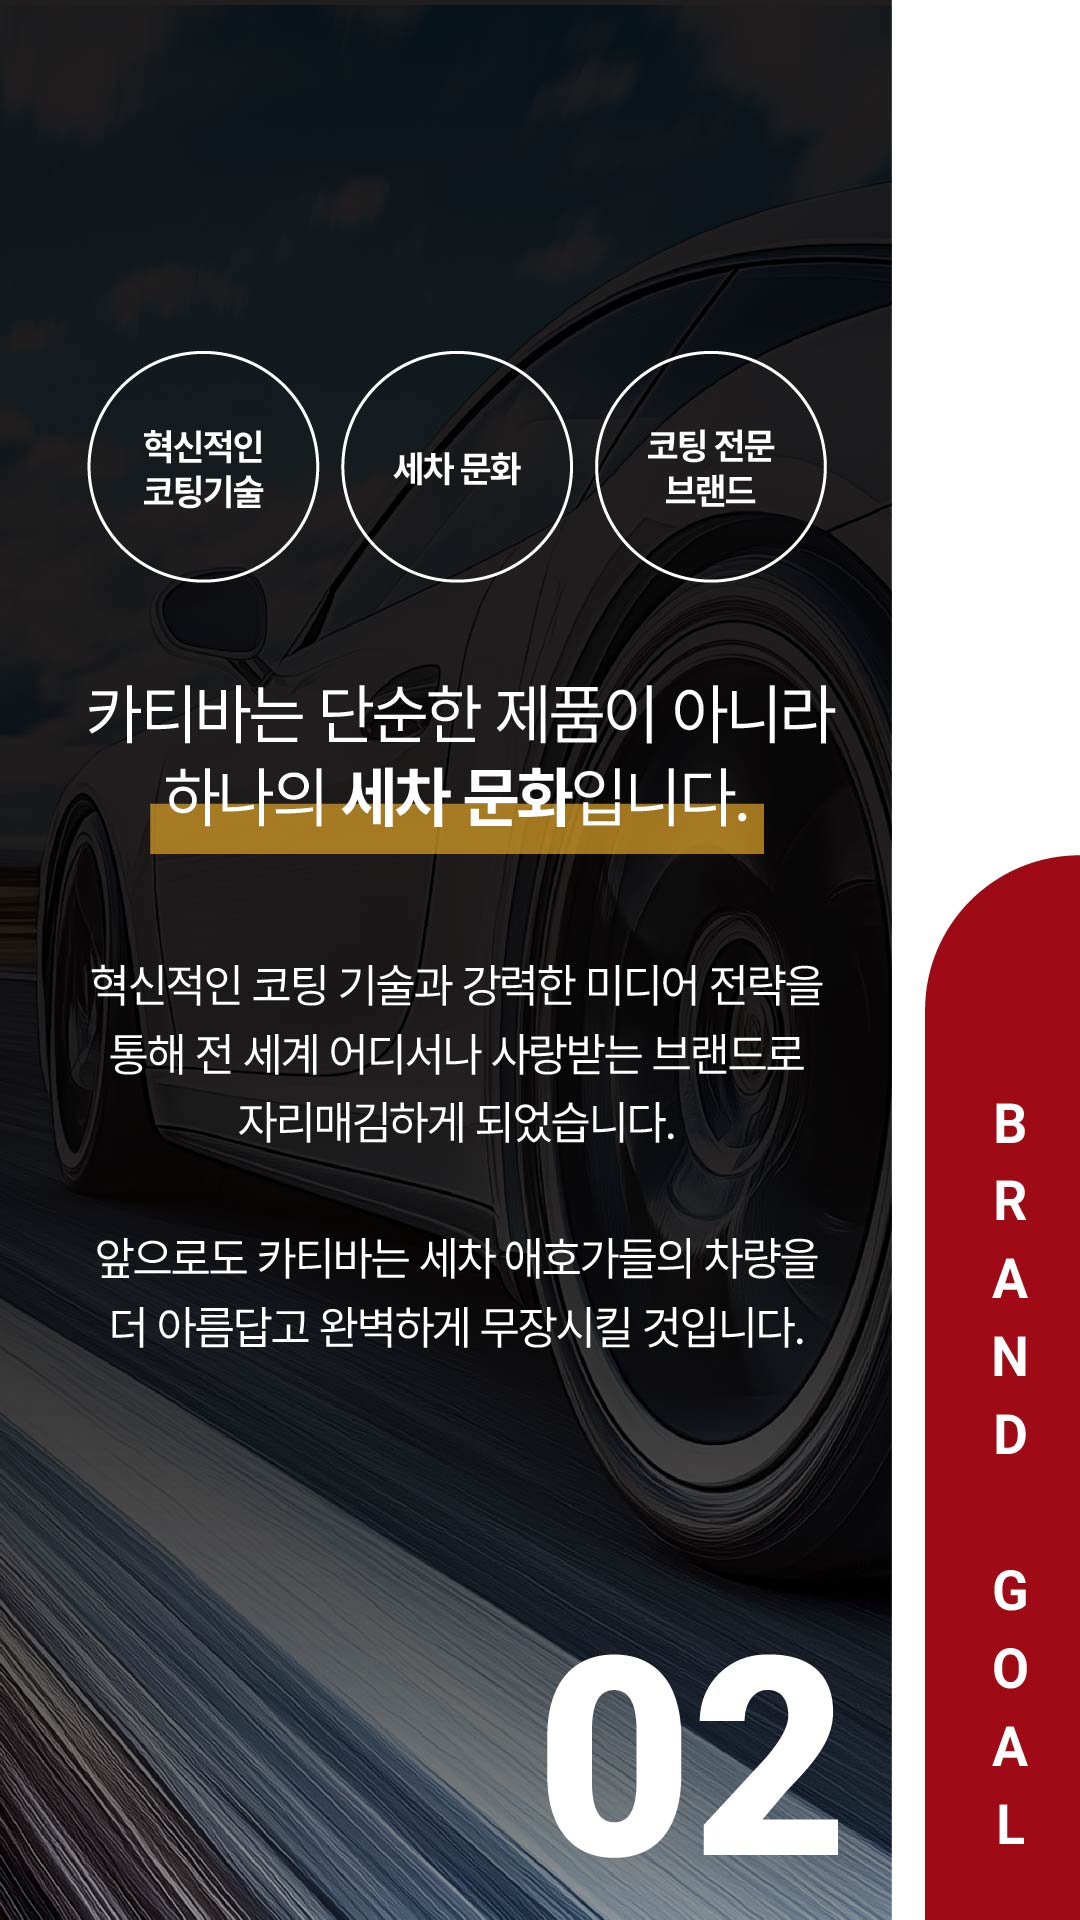 혁신적인
코팅기술
세차 문화
코팅 전문
브랜드
카티바는 단순한 제품이 아니라
하나의 세차 문화입니다.
혁신적인 코팅 기술과 강력한 미디어 전략을
통해 전 세계 어디서나 사랑받는 브랜드로
자리매김하게 되었습니다.
앞으로도 카티바는 세차 애호가들의 차량을
더 아름답고 완벽하게 무장시킬 것입니다.
02
BRAND GOAL